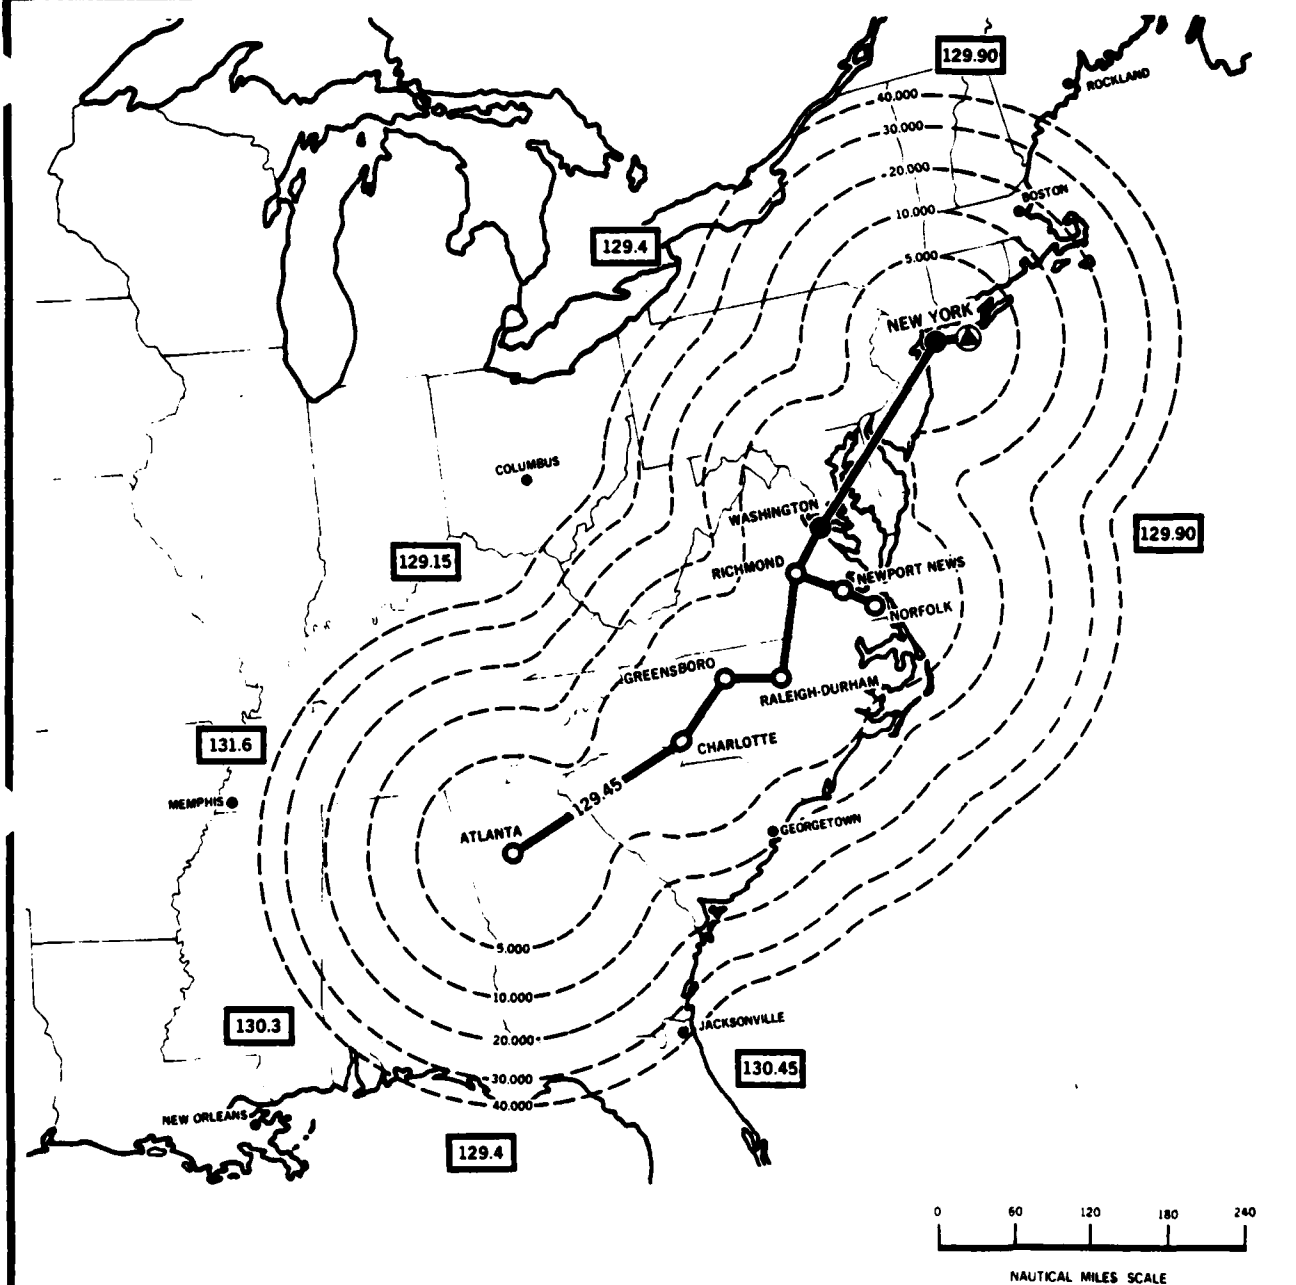 129.90
ROCKLAND
40.000
30.000
20.000
BOSTON
10.000
129.4
5.000
NEW YORK
COLUMBUS
WASHINGTON
129.90
129.15
RICHMOND
NEWPORT NEWS
NORFOLK
GREENSBORO
RALEIGH-DURHAM
131.6
CHARLOTTE
129.45
MEMPHIS
ATLANTA
GEORGETOWN
5.000
10.000
130.3
JACKSONVILLE
20.000
130.45
30.000
40.000
NEW ORLEANS
129.4
0 60 120 180 240
NAUTICAL MILES SCALE